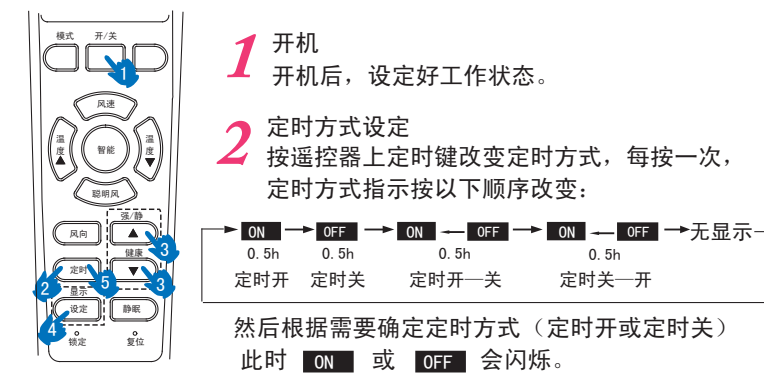 模式 开/关
1
风速
温度 智能 温度
聪明风
强/静
风向 3
健康
定时 3
2 5
显示
设定 静眠
4
锁定 复位
1 开机
开机后，设定好工作状态。
2 定时方式设定
按遥控器上定时键改变定时方式，每按一次，
定时方式指示按以下顺序改变：
ON OFF ON OFF ON OFF 无显示
0.5h 0.5h 0.5h 0.5h
定时开 定时关 定时开—关 定时关—开
然后根据需要确定定时方式（定时开或定时关）
此时 ON 或 OFF 会闪烁。